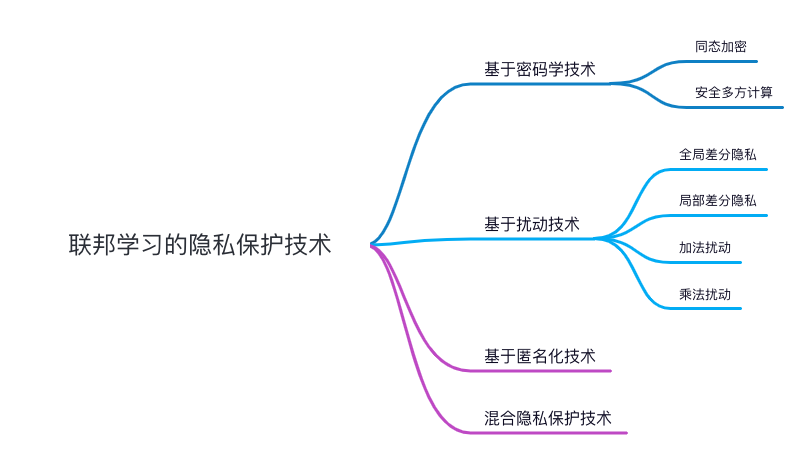 联邦学习的隐私保护技术
基于密码学技术
同态加密
安全多方计算
基于扰动技术
全局差分隐私
局部差分隐私
加法扰动
乘法扰动
基于匿名化技术
混合隐私保护技术